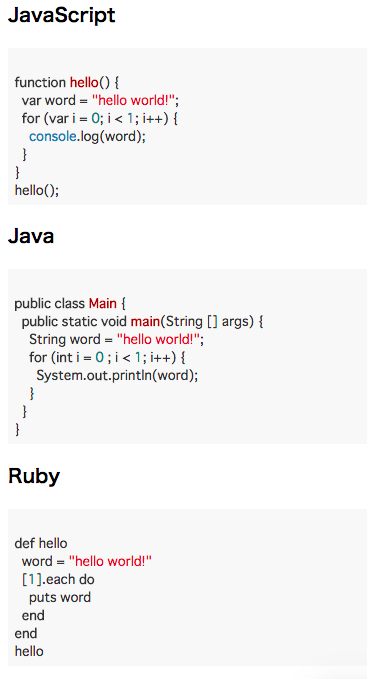 JavaScript
function hello() {
  var word = "hello world!";
  for (var i = 0; i < 1; i++) {
    console.log(word);
  }
}
hello();
Java
public class Main {
  public static void main(String [] args) {
    String word = "hello world!";
    for (int i = 0 ; i < 1; i++) {
      System.out.println(word);
    }
  }
}
Ruby
def hello
  word = "hello world!"
  [1].each do
    puts word
  end
end
hello